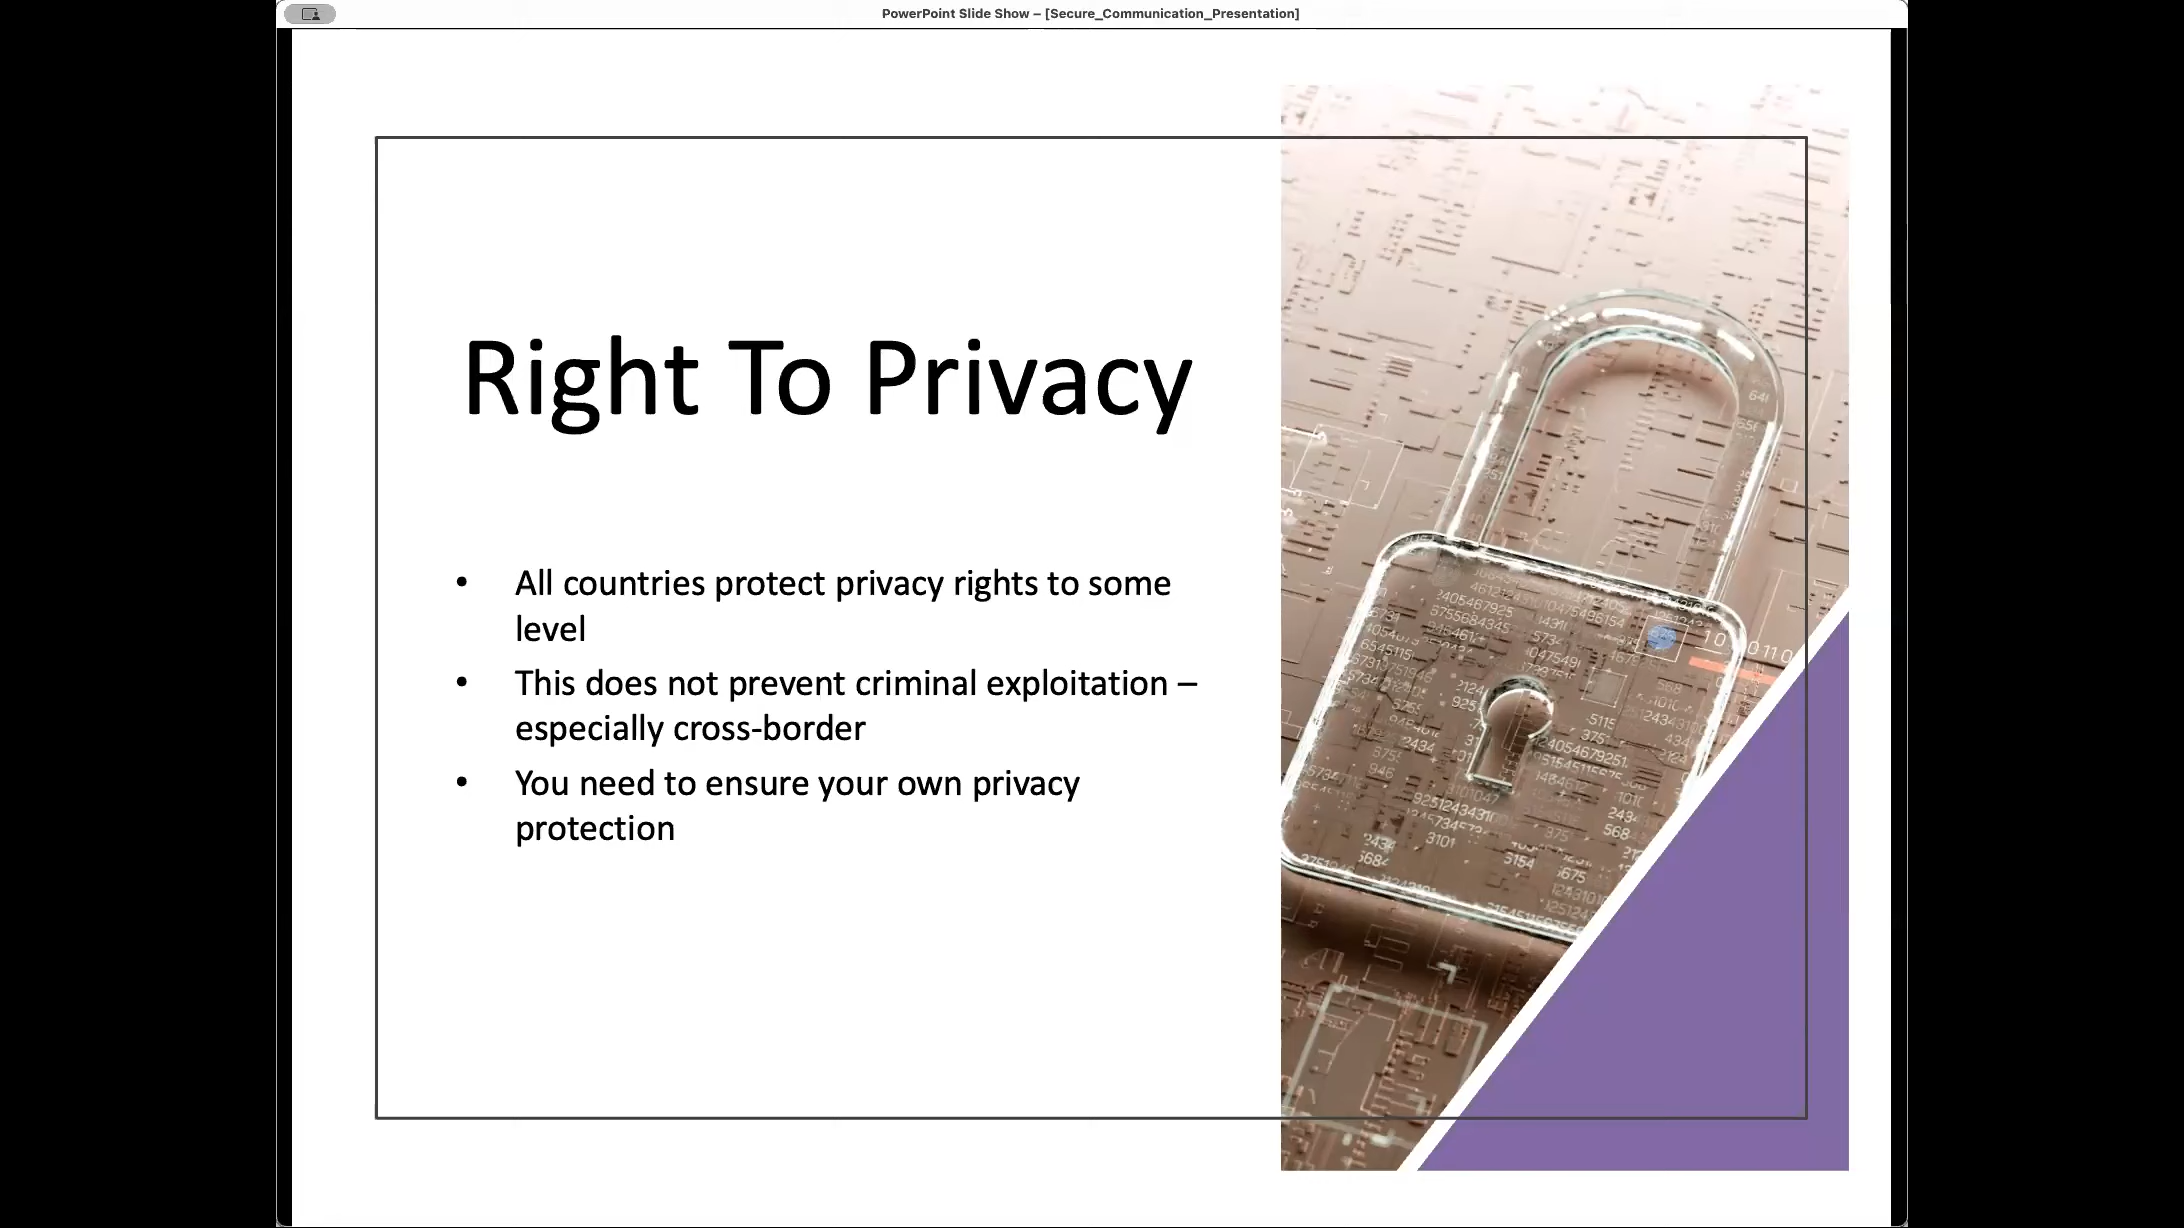 PowerPoint Slide Show – [Secure_Communication_Presentation]
Right To Privacy
• All countries protect privacy rights to some
level
• This does not prevent criminal exploitation –
especially cross-border
• You need to ensure your own privacy
protection